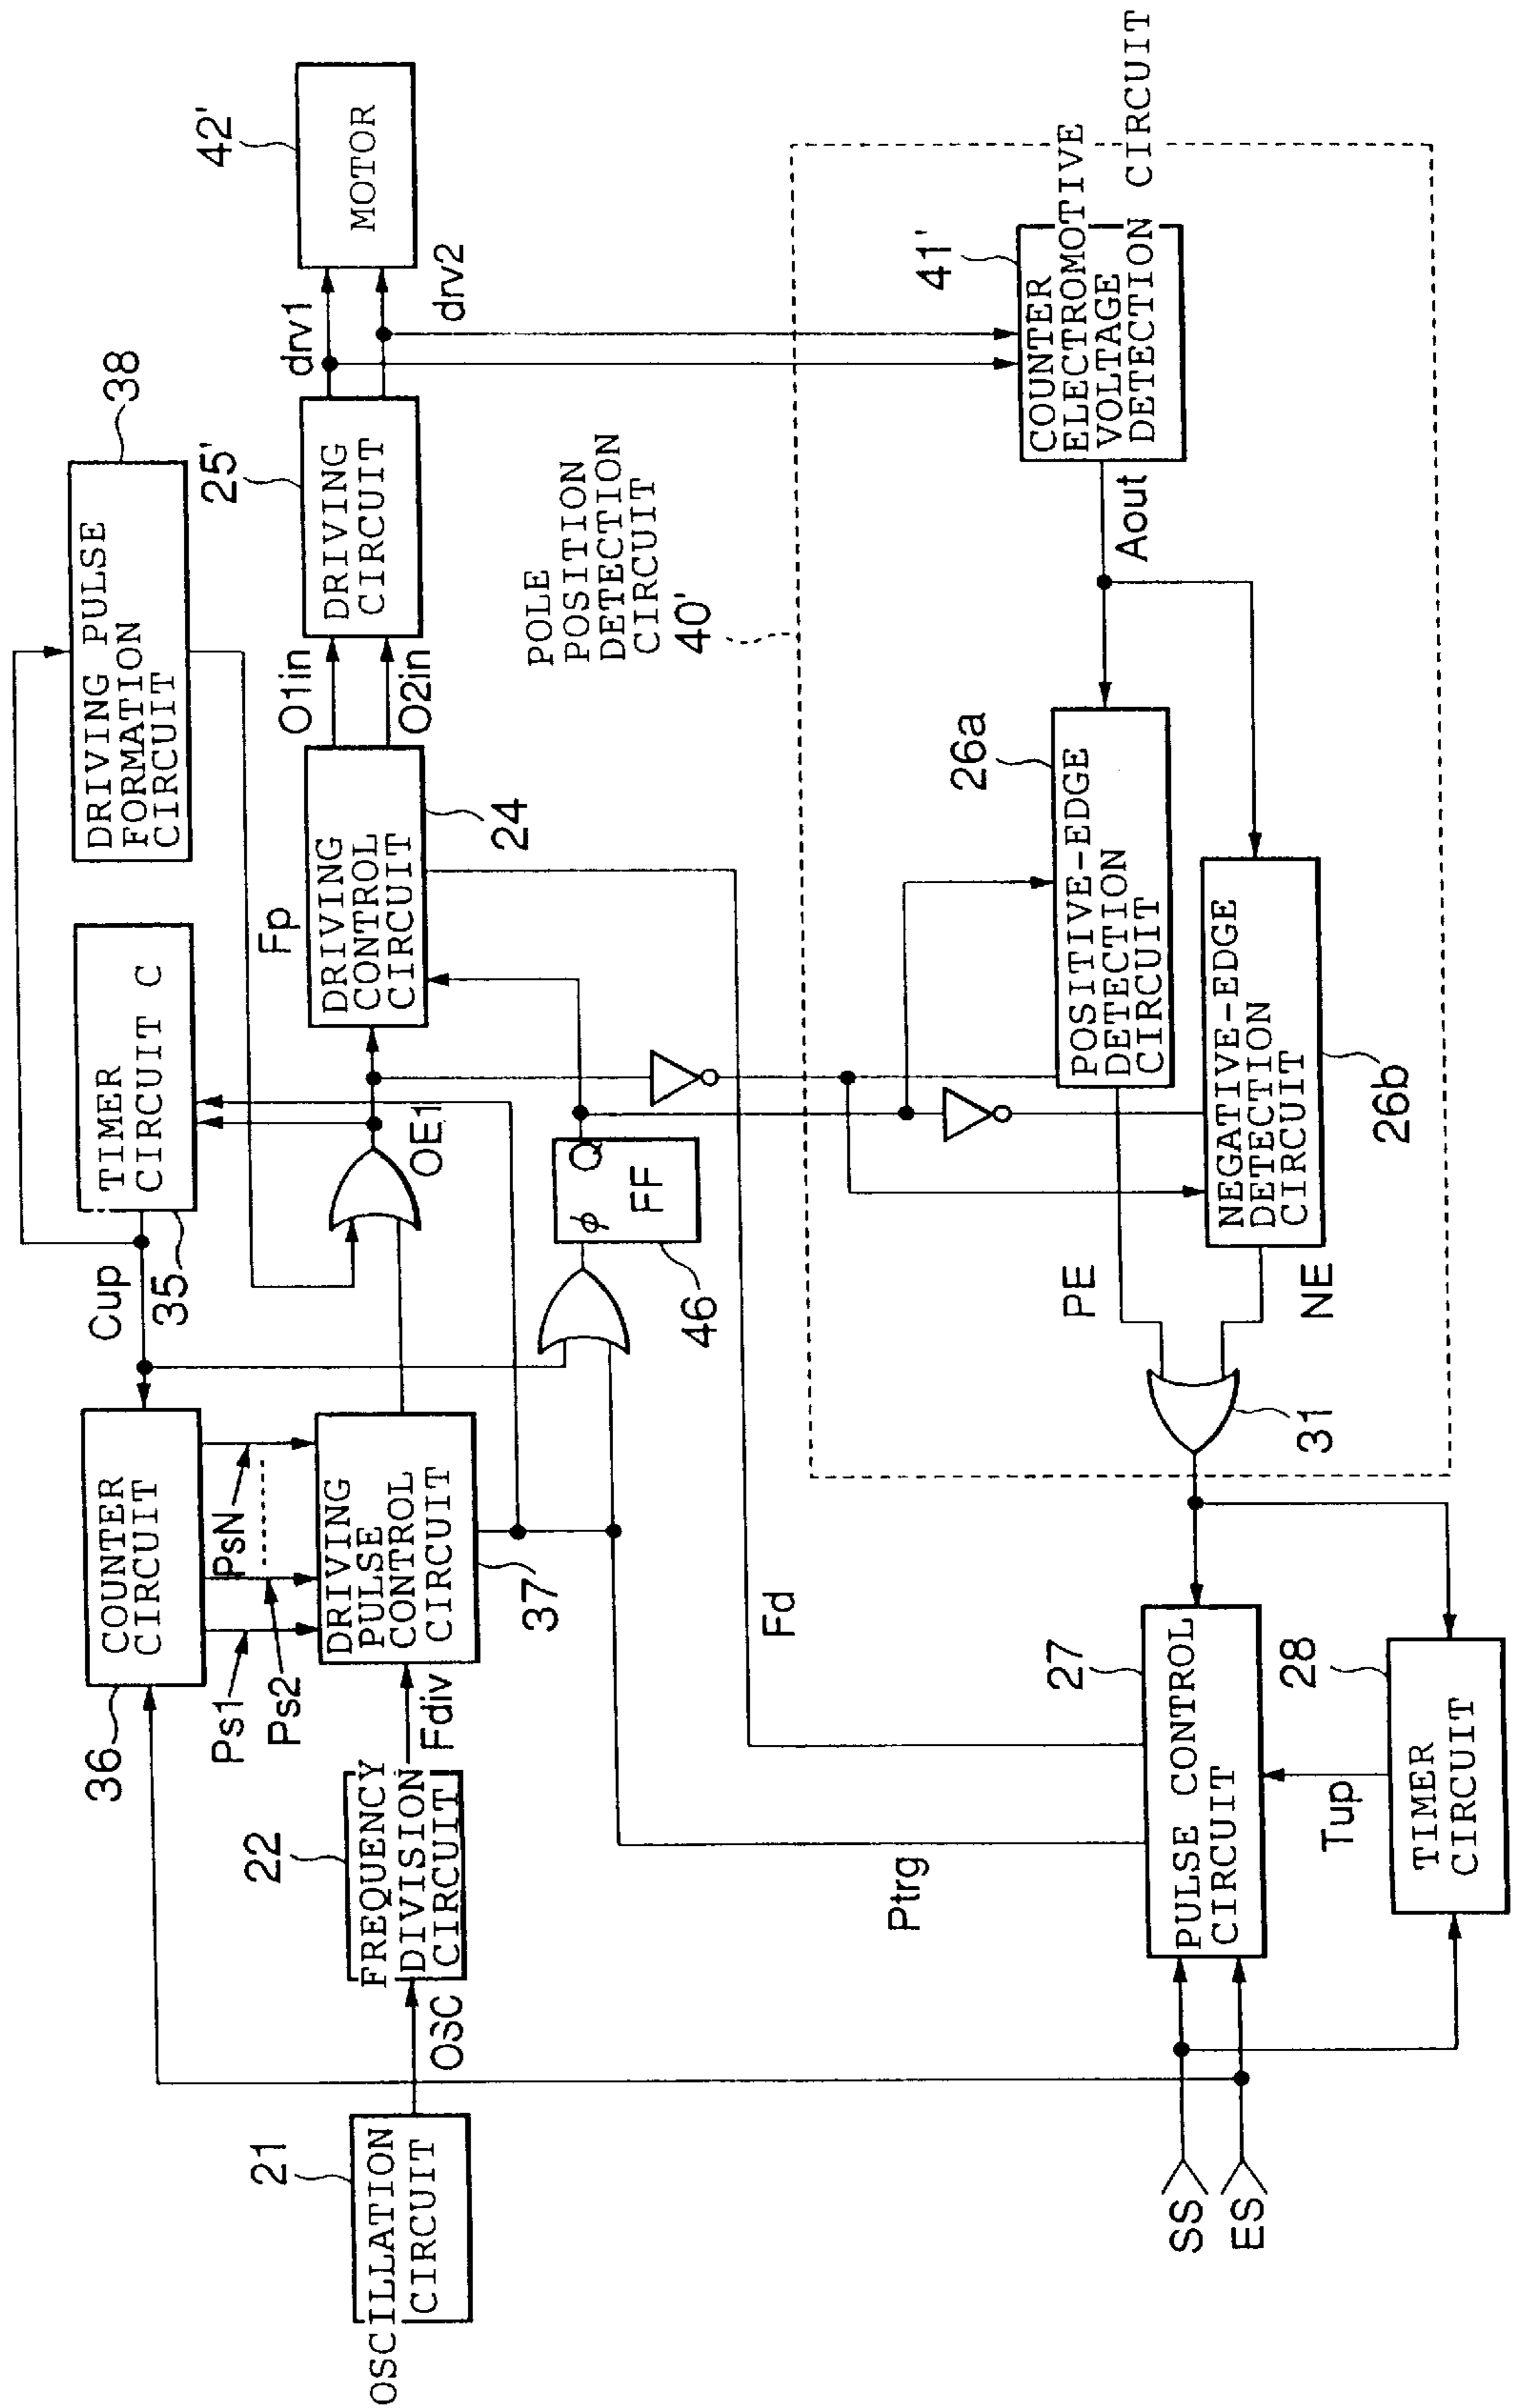 36
COUNTER
CIRCUIT
Cup
35
TIMER
CIRCUIT C
DRIVING PULSE
FORMATION
CIRCUIT
38
Ps1
Ps2
PsN
21
OSCILLATION
CIRCUIT
OSC
22
FREQUENCY
DIVISION
CIRCUIT
Fdiv
DRIVING
PULSE
CONTROL
CIRCUIT
37
OE1
Fp
DRIVING
CONTROL
CIRCUIT
24
O1in
O2in
25'
DRIVING
CIRCUIT
drv1
drv2
42'
MOTOR
φ
Q
FF
46
POLE
POSITION
DETECTION
CIRCUIT
40'
Fd
Ptrg
41'
COUNTER
ELECTROMOTIVE
VOLTAGE
DETECTION CIRCUIT
Aout
26a
POSITIVE-EDGE
DETECTION
CIRCUIT
NEGATIVE-EDGE
DETECTION
CIRCUIT
26b
PE
NE
31
SS
ES
27
PULSE CONTROL
CIRCUIT
Tup
28
TIMER
CIRCUIT